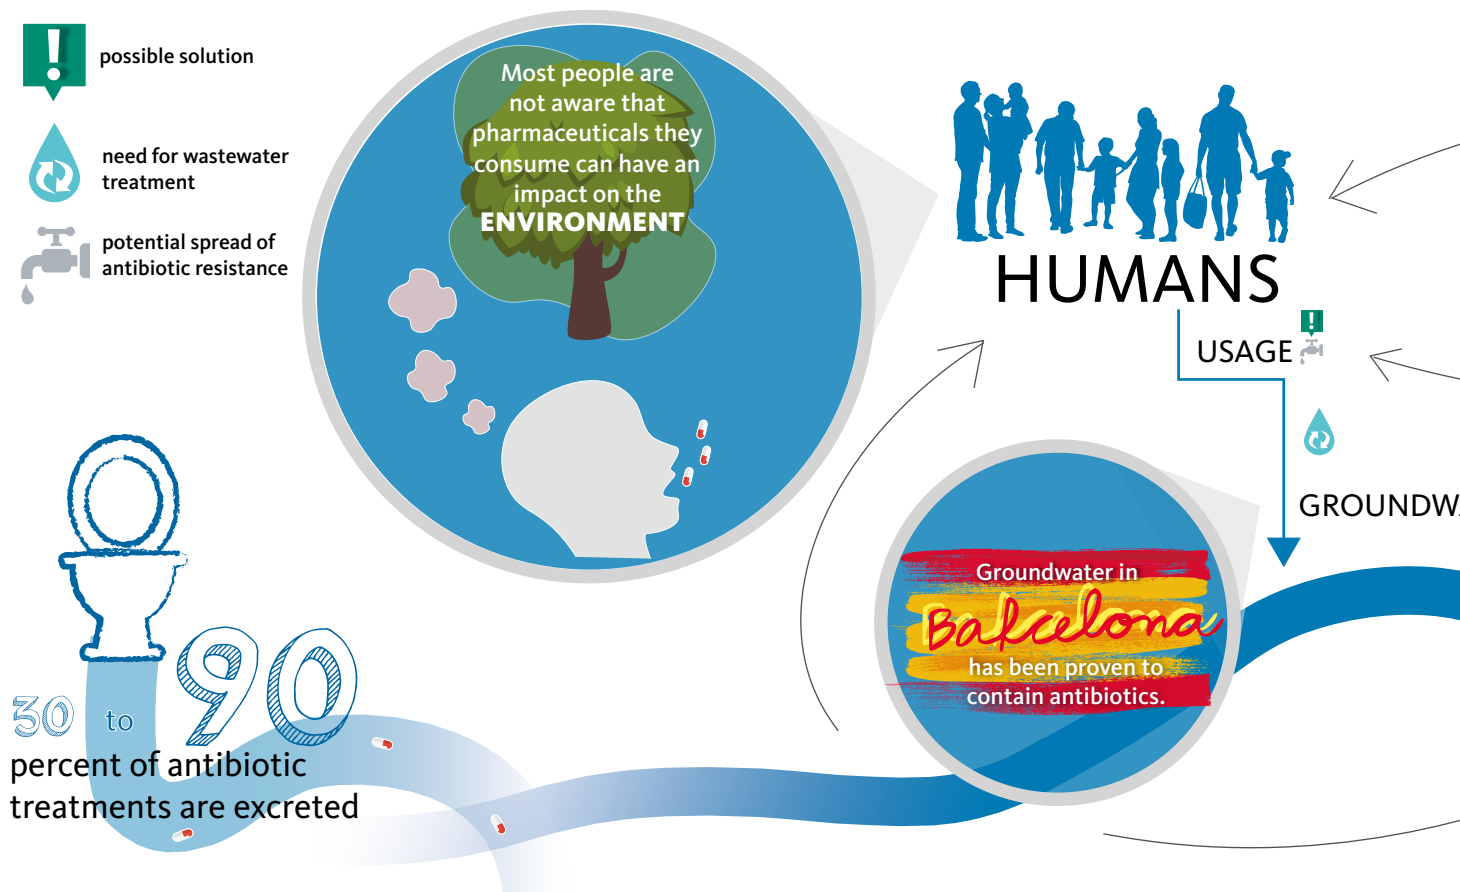 possible solution
need for wastewater
treatment
potential spread of
antibiotic resistance
Most people are
not aware that
pharmaceuticals they
consume can have an
impact on the
ENVIRONMENT
HUMANS
USAGE
GROUNDWA
Groundwater in
Barcelona
has been proven to
contain antibiotics.
30 to 90
percent of antibiotic
treatments are excreted